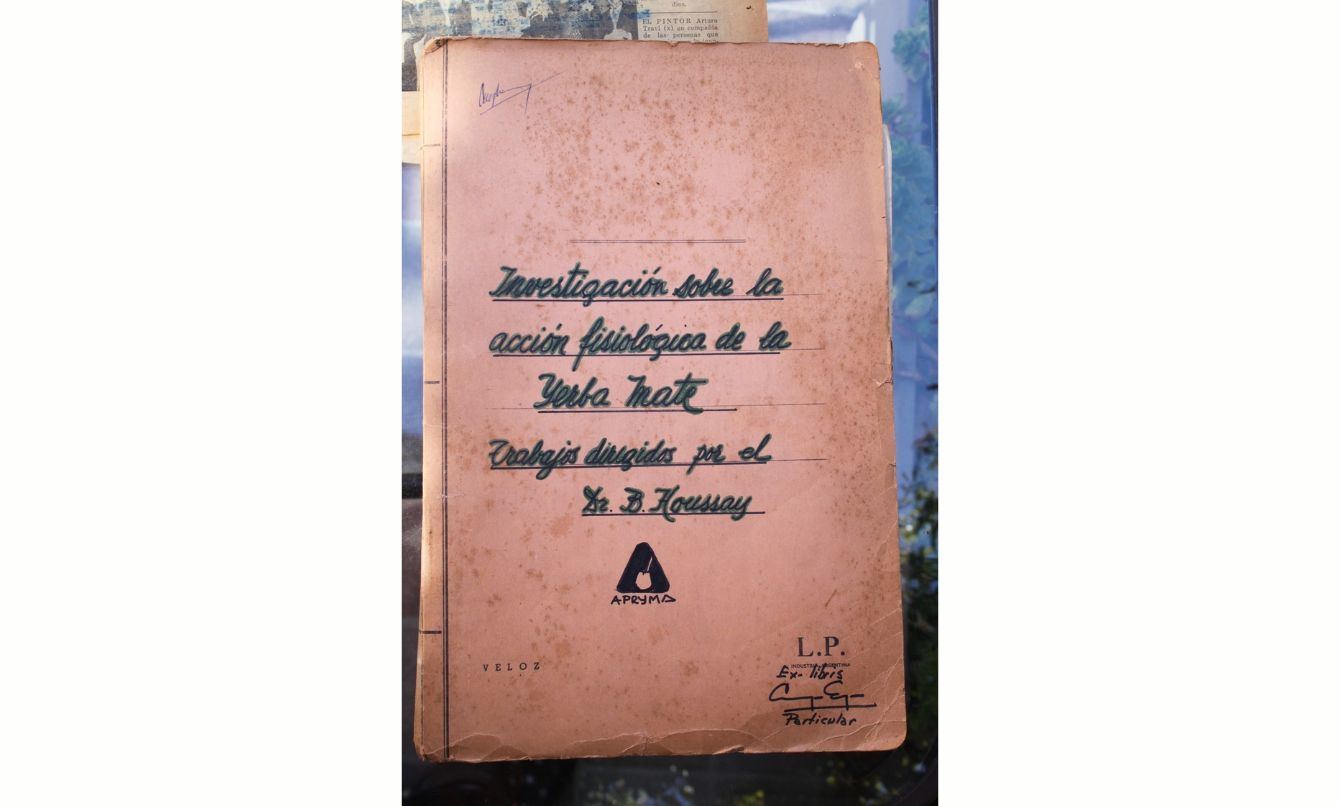 dios.
EL PINTOR Arturo
Travi (x) en compañía
de las personas que
Investigación sobre la
acción fisiológica de la
Yerba Mate
Trabajos dirigidos por el
Dr. B. Houssay
APRYMA
VELOZ
L.P.
INDUSTRIA ARGENTINA
Ex-libris
Particular